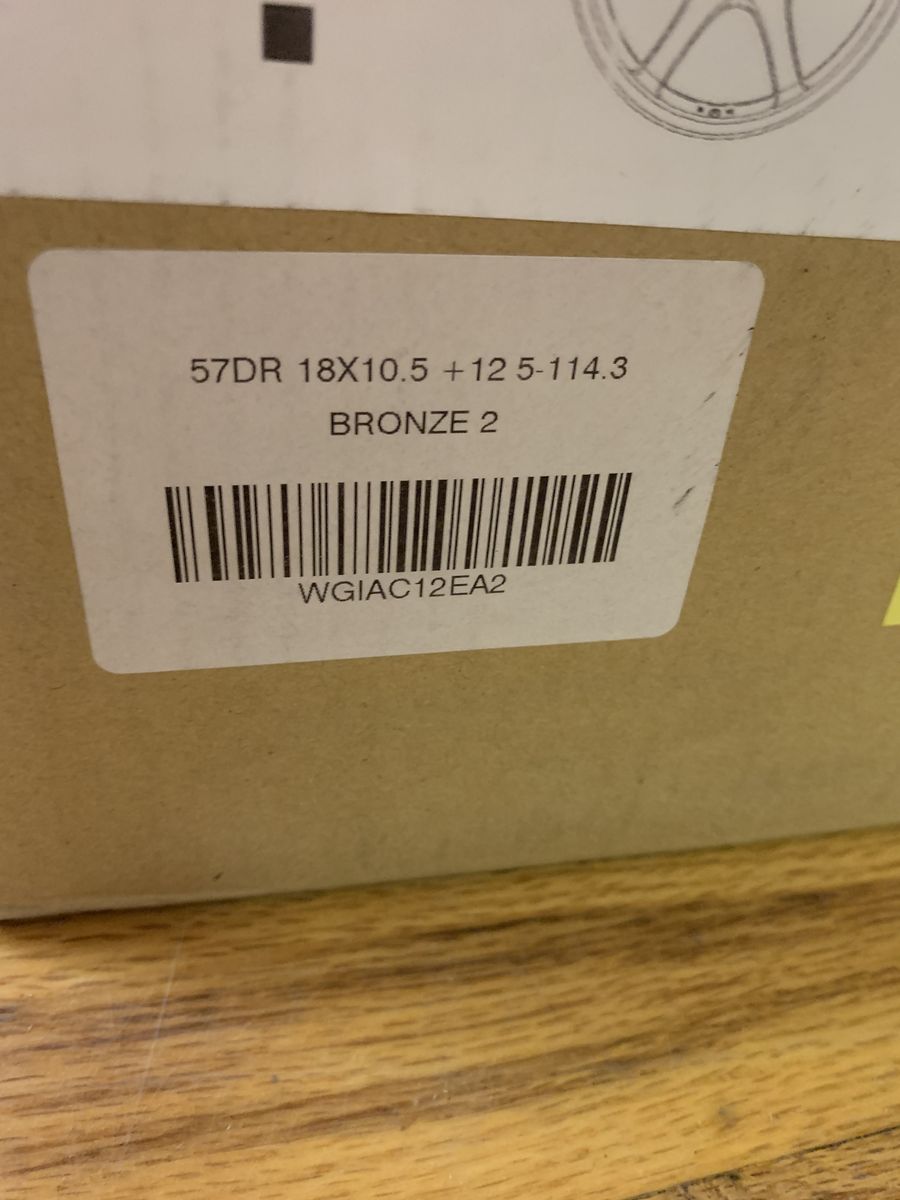 57DR 18X10.5 +12 5-114.3
BRONZE 2
WGIAC12EA2